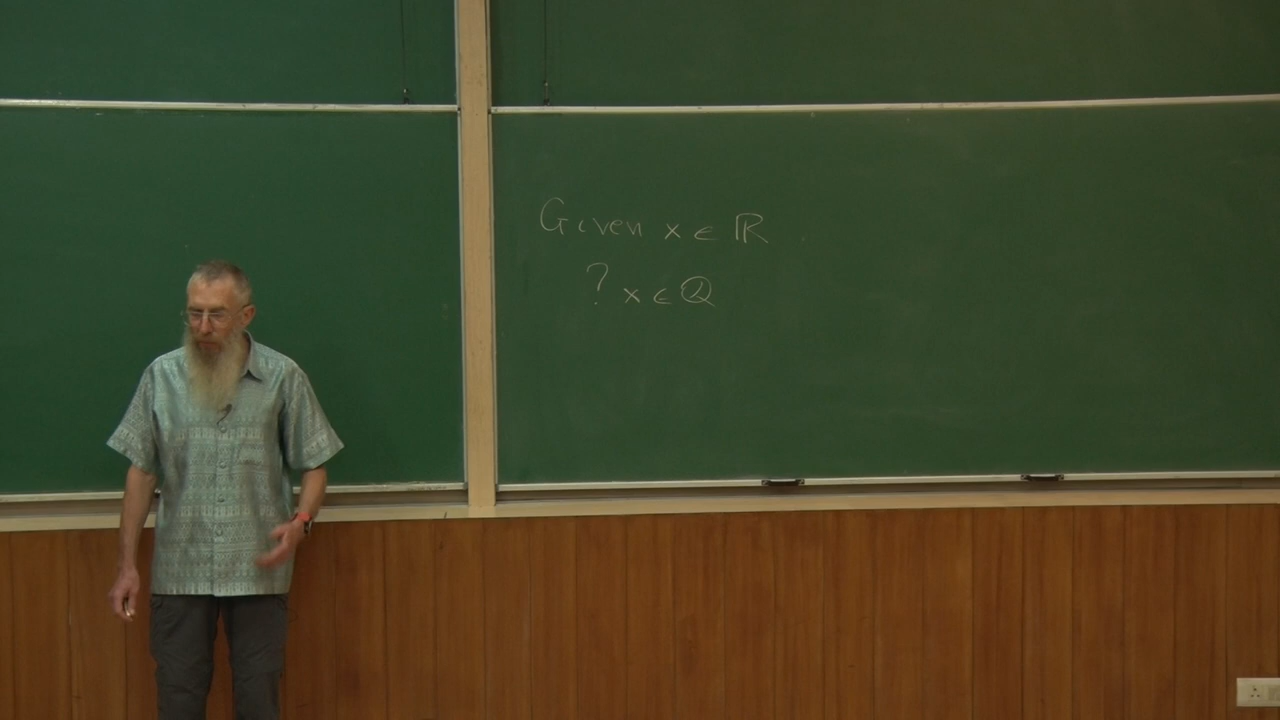 Given x ∈ ℝ
? x ∈ ℚ